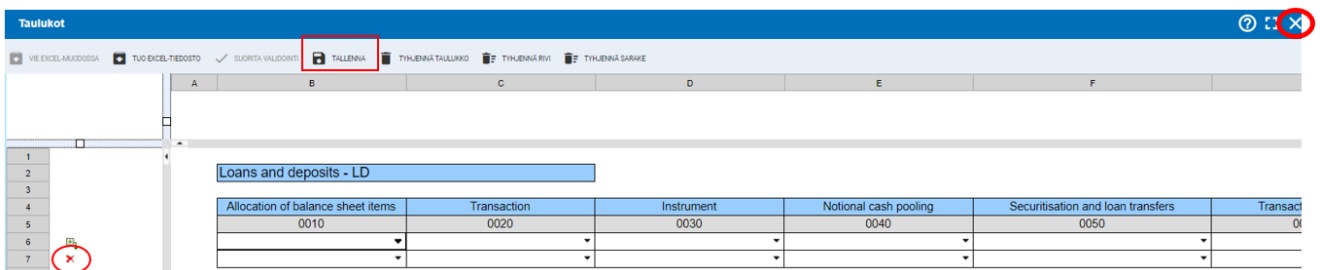 Taulukot
VIE EXCEL-MUODOSSA TUO EXCEL-TIEDOSTO SUORITA VALIDOINTI TALLENNA TYHJENNÄ TAULUKKO TYHJENNÄ RIVI TYHJENNÄ SARAKE
A B C D E F
1
2 Loans and deposits - LD
3
4 Allocation of balance sheet items Transaction Instrument Notional cash pooling Securitisation and loan transfers Transact
5 0010 0020 0030 0040 0050 00
6
7